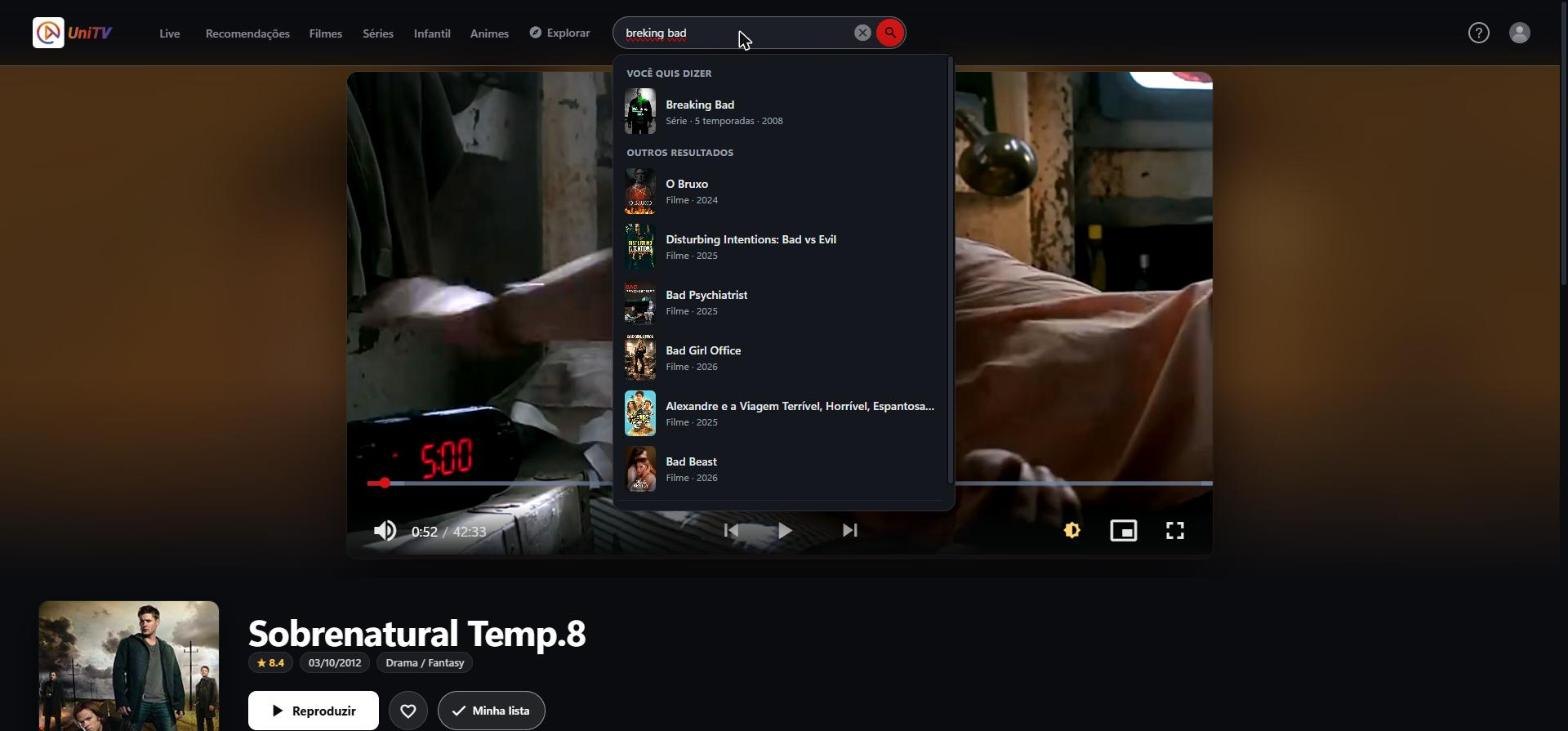 UniTV
Live
Recomendações
Filmes
Séries
Infantil
Animes
Explorar
breking bad
VOCÊ QUIS DIZER
Breaking Bad
Série · 5 temporadas · 2008
OUTROS RESULTADOS
O Bruxo
Filme · 2024
Disturbing Intentions: Bad vs Evil
Filme · 2025
Bad Psychiatrist
Filme · 2025
Bad Girl Office
Filme · 2026
Alexandre e a Viagem Terrível, Horrível, Espantosa...
Filme · 2025
Bad Beast
Filme · 2026
5:00
0:52 / 42:33
Sobrenatural Temp.8
★ 8.4
03/10/2012
Drama / Fantasy
Reproduzir
Minha lista